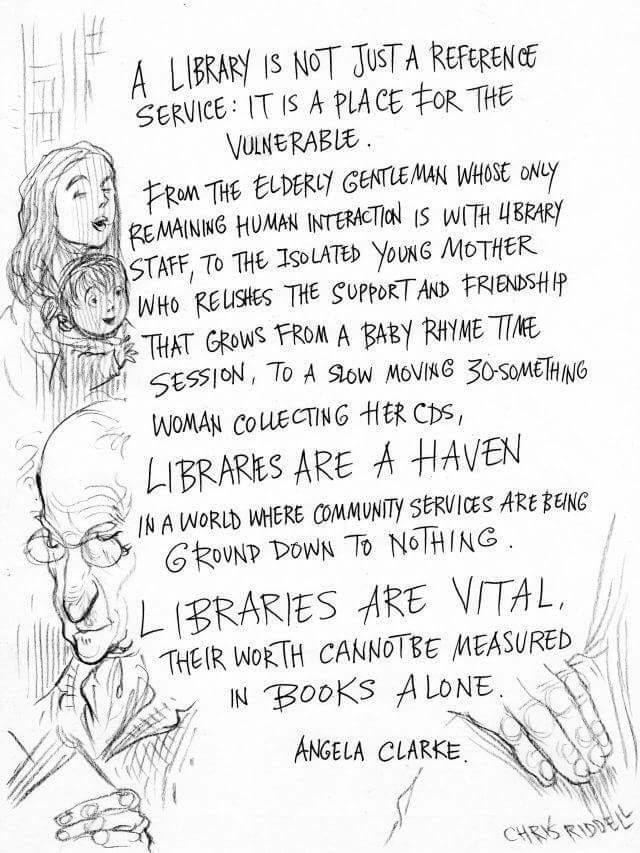 A LIBRARY IS NOT JUST A REFERENCE
SERVICE: IT IS A PLACE FOR THE
VULNERABLE.
FROM THE ELDERLY GENTLEMAN WHOSE ONLY
REMAINING HUMAN INTERACTION IS WITH LIBRARY
STAFF, TO THE ISOLATED YOUNG MOTHER
WHO RELISHES THE SUPPORT AND FRIENDSHIP
THAT GROWS FROM A BABY RHYME TIME
SESSION, TO A SLOW MOVING 30-SOMETHING
WOMAN COLLECTING HER CDS,
LIBRARIES ARE A HAVEN
IN A WORLD WHERE COMMUNITY SERVICES ARE BEING
GROUND DOWN TO NOTHING.
LIBRARIES ARE VITAL,
THEIR WORTH CANNOT BE MEASURED
IN BOOKS ALONE.
ANGELA CLARKE.
CHRIS RIDDELL